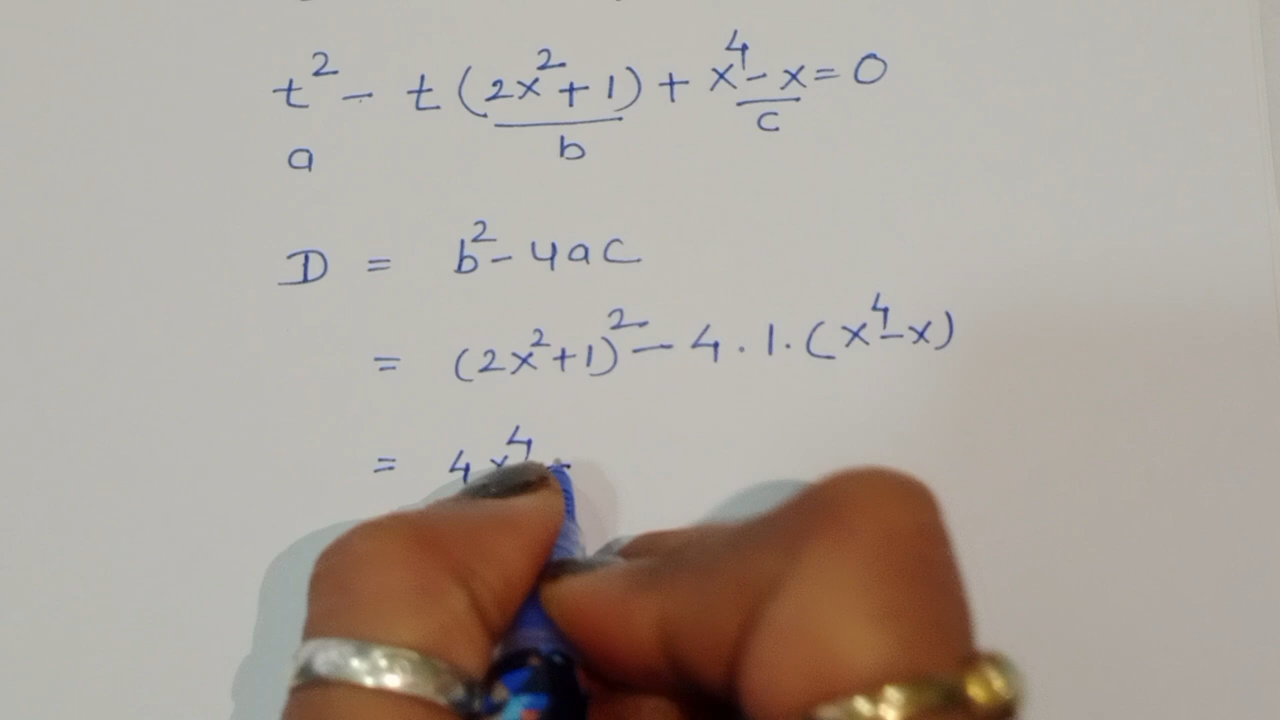 t² - t(2x²+1) + x⁴-x=0
a b c
D = b²-4ac
= (2x²+1)² - 4.1.(x⁴-x)
= 4x⁴